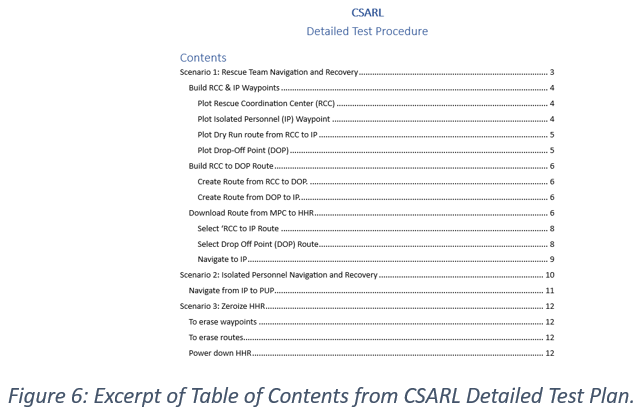 CSARL
Detailed Test Procedure
Contents
Scenario 1: Rescue Team Navigation and Recovery 3
Build RCC & IP Waypoints 4
Plot Rescue Coordination Center (RCC) 4
Plot Isolated Personnel (IP) Waypoint 4
Plot Dry Run route from RCC to IP 5
Plot Drop-Off Point (DOP) 5
Build RCC to DOP Route 6
Create Route from RCC to DOP. 6
Create Route from DOP to IP. 6
Download Route from MPC to HHR 6
Select ‘RCC to IP Route 8
Select Drop Off Point (DOP) Route 8
Navigate to IP 9
Scenario 2: Isolated Personnel Navigation and Recovery 10
Navigate from IP to PUP 11
Scenario 3: Zeroize HHR 12
To erase waypoints 12
To erase routes 12
Power down HHR 12
Figure 6: Excerpt of Table of Contents from CSARL Detailed Test Plan.